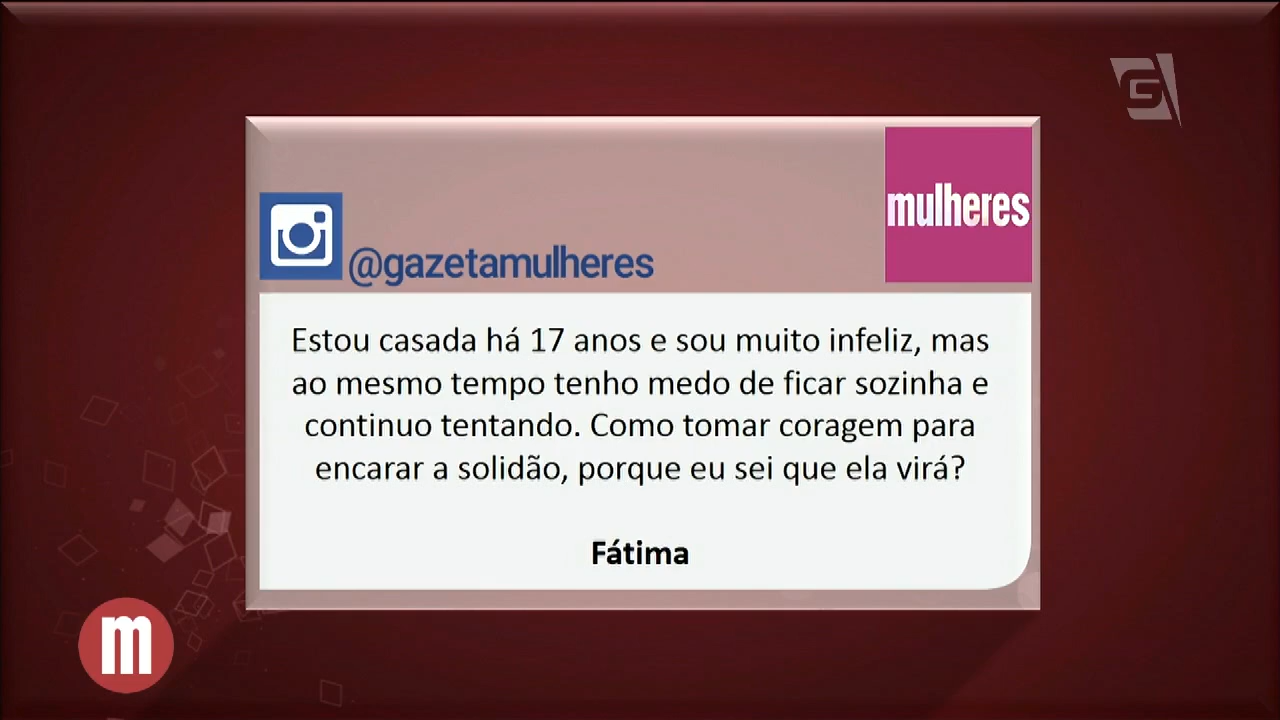 mulheres
@gazetamulheres
Estou casada há 17 anos e sou muito infeliz, mas
ao mesmo tempo tenho medo de ficar sozinha e
continuo tentando. Como tomar coragem para
encarar a solidão, porque eu sei que ela virá?
Fátima
m